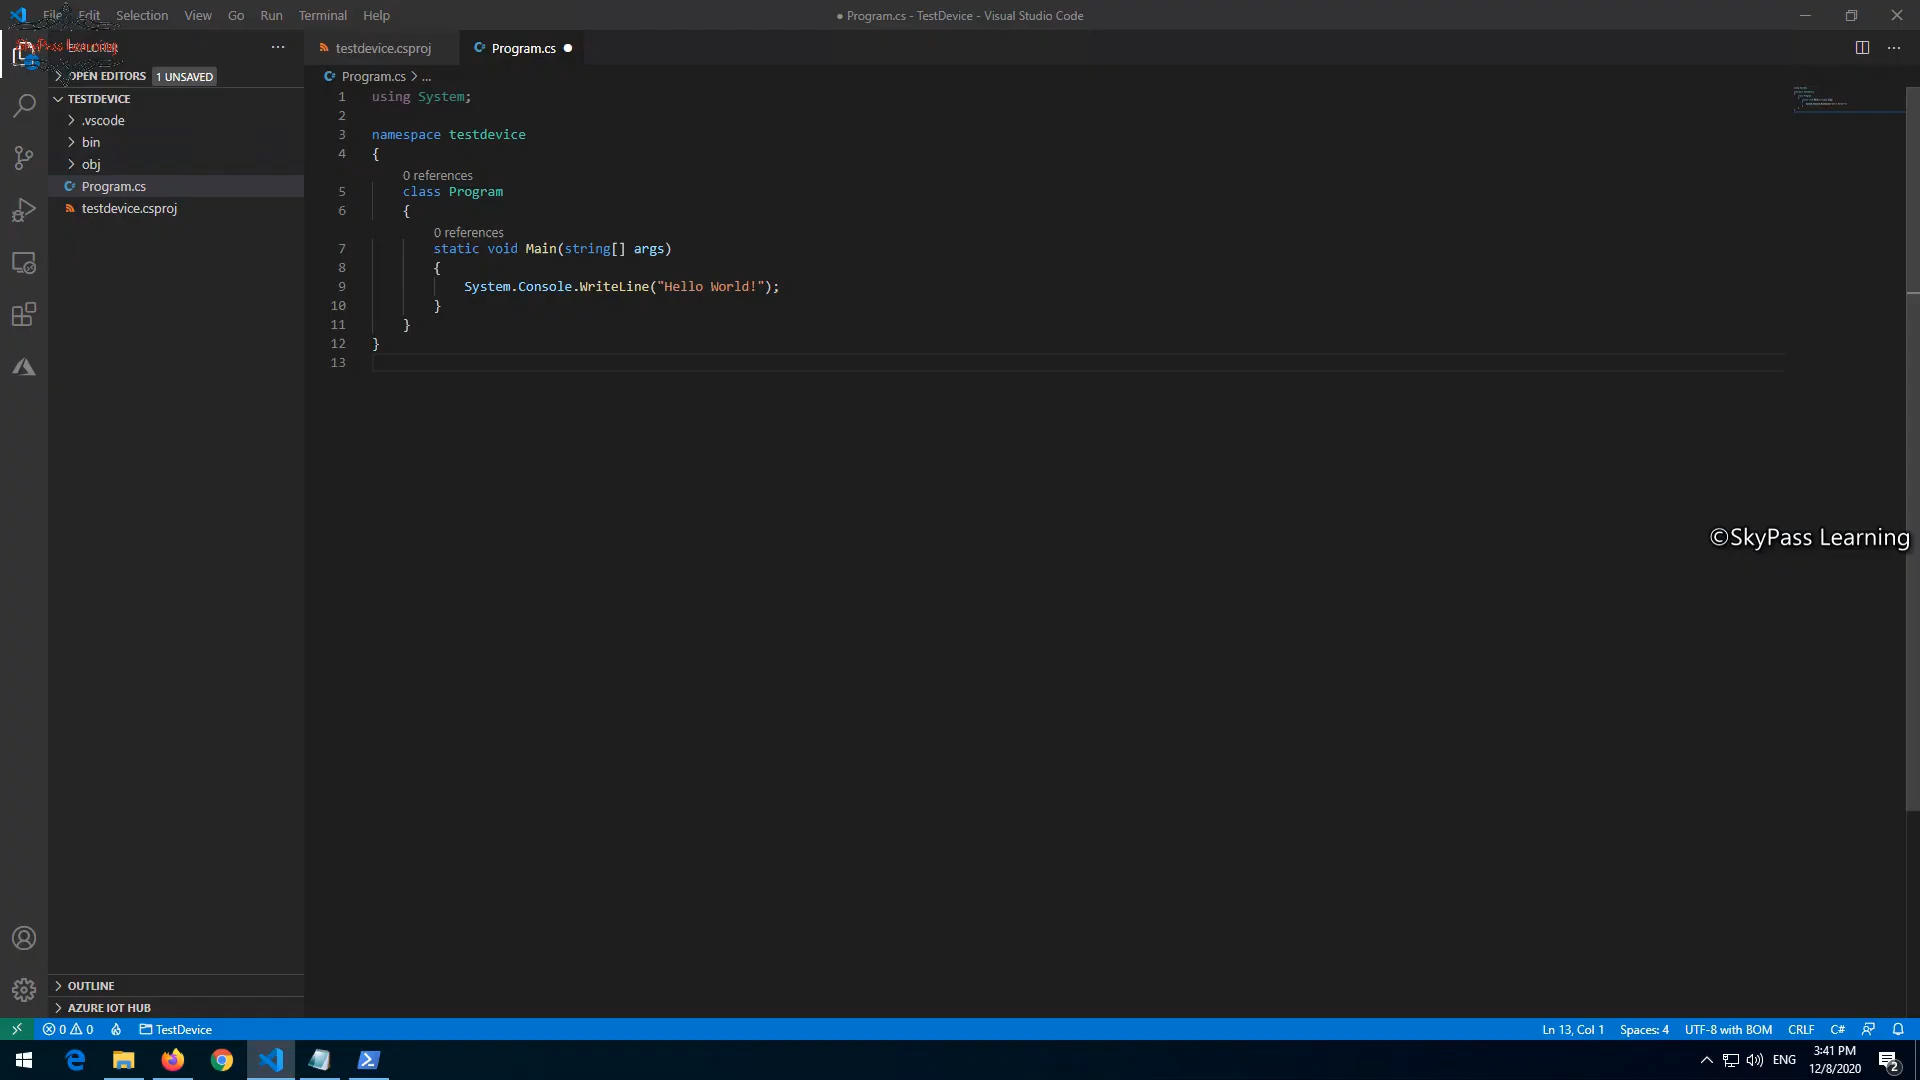 File Edit Selection View Go Run Terminal Help
● Program.cs - TestDevice - Visual Studio Code
SkyPass Learning
EXPLORER
testdevice.csproj
Program.cs ●
OPEN EDITORS 1 UNSAVED
Program.cs > ...
TESTDEVICE
.vscode
bin
obj
Program.cs
testdevice.csproj
1 using System;
2
3 namespace testdevice
4 {
0 references
5 class Program
6 {
0 references
7 static void Main(string[] args)
8 {
9 System.Console.WriteLine("Hello World!");
10 }
11 }
12 }
13
©SkyPass Learning
OUTLINE
AZURE IOT HUB
0 0 TestDevice
Ln 13, Col 1 Spaces: 4 UTF-8 with BOM CRLF C#
ENG
3:41 PM
12/8/2020
2